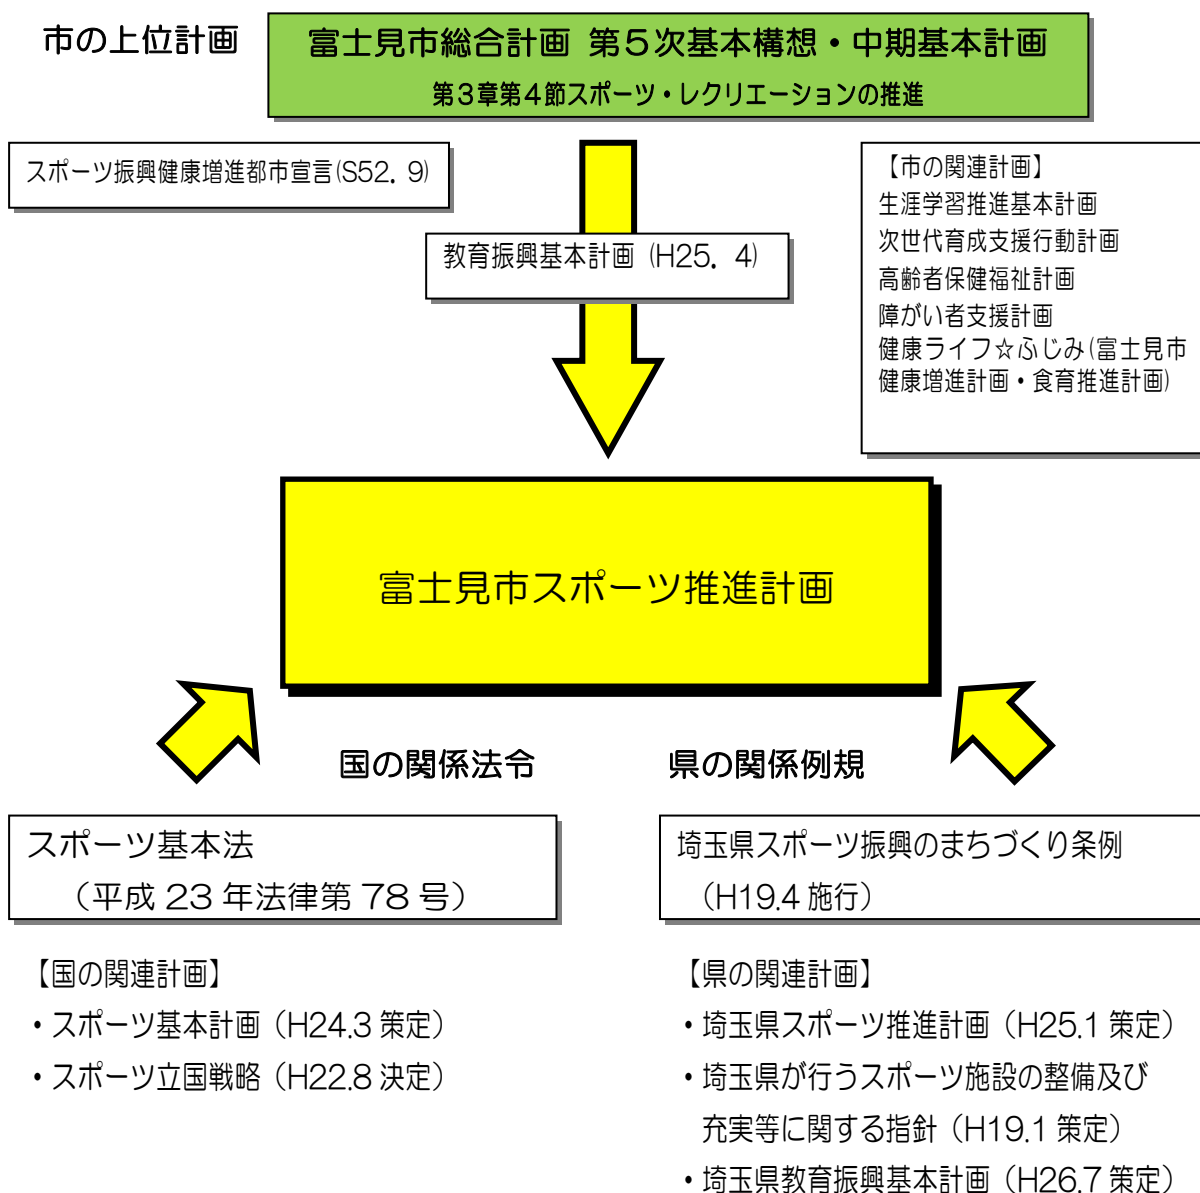 市の上位計画
富士見市総合計画 第5次基本構想・中期基本計画
第3章第4節スポーツ・レクリエーションの推進
スポーツ振興健康増進都市宣言(S52. 9)
教育振興基本計画 (H25. 4)
【市の関連計画】
生涯学習推進基本計画
次世代育成支援行動計画
高齢者保健福祉計画
障がい者支援計画
健康ライフ☆ふじみ(富士見市
健康増進計画・食育推進計画)
富士見市スポーツ推進計画
国の関係法令
県の関係例規
スポーツ基本法
（平成 23 年法律第 78 号）
埼玉県スポーツ振興のまちづくり条例
（H19.4 施行）
【国の関連計画】
・スポーツ基本計画（H24.3 策定）
・スポーツ立国戦略（H22.8 決定）
【県の関連計画】
・埼玉県スポーツ推進計画（H25.1 策定）
・埼玉県が行うスポーツ施設の整備及び
充実等に関する指針（H19.1 策定）
・埼玉県教育振興基本計画（H26.7 策定）